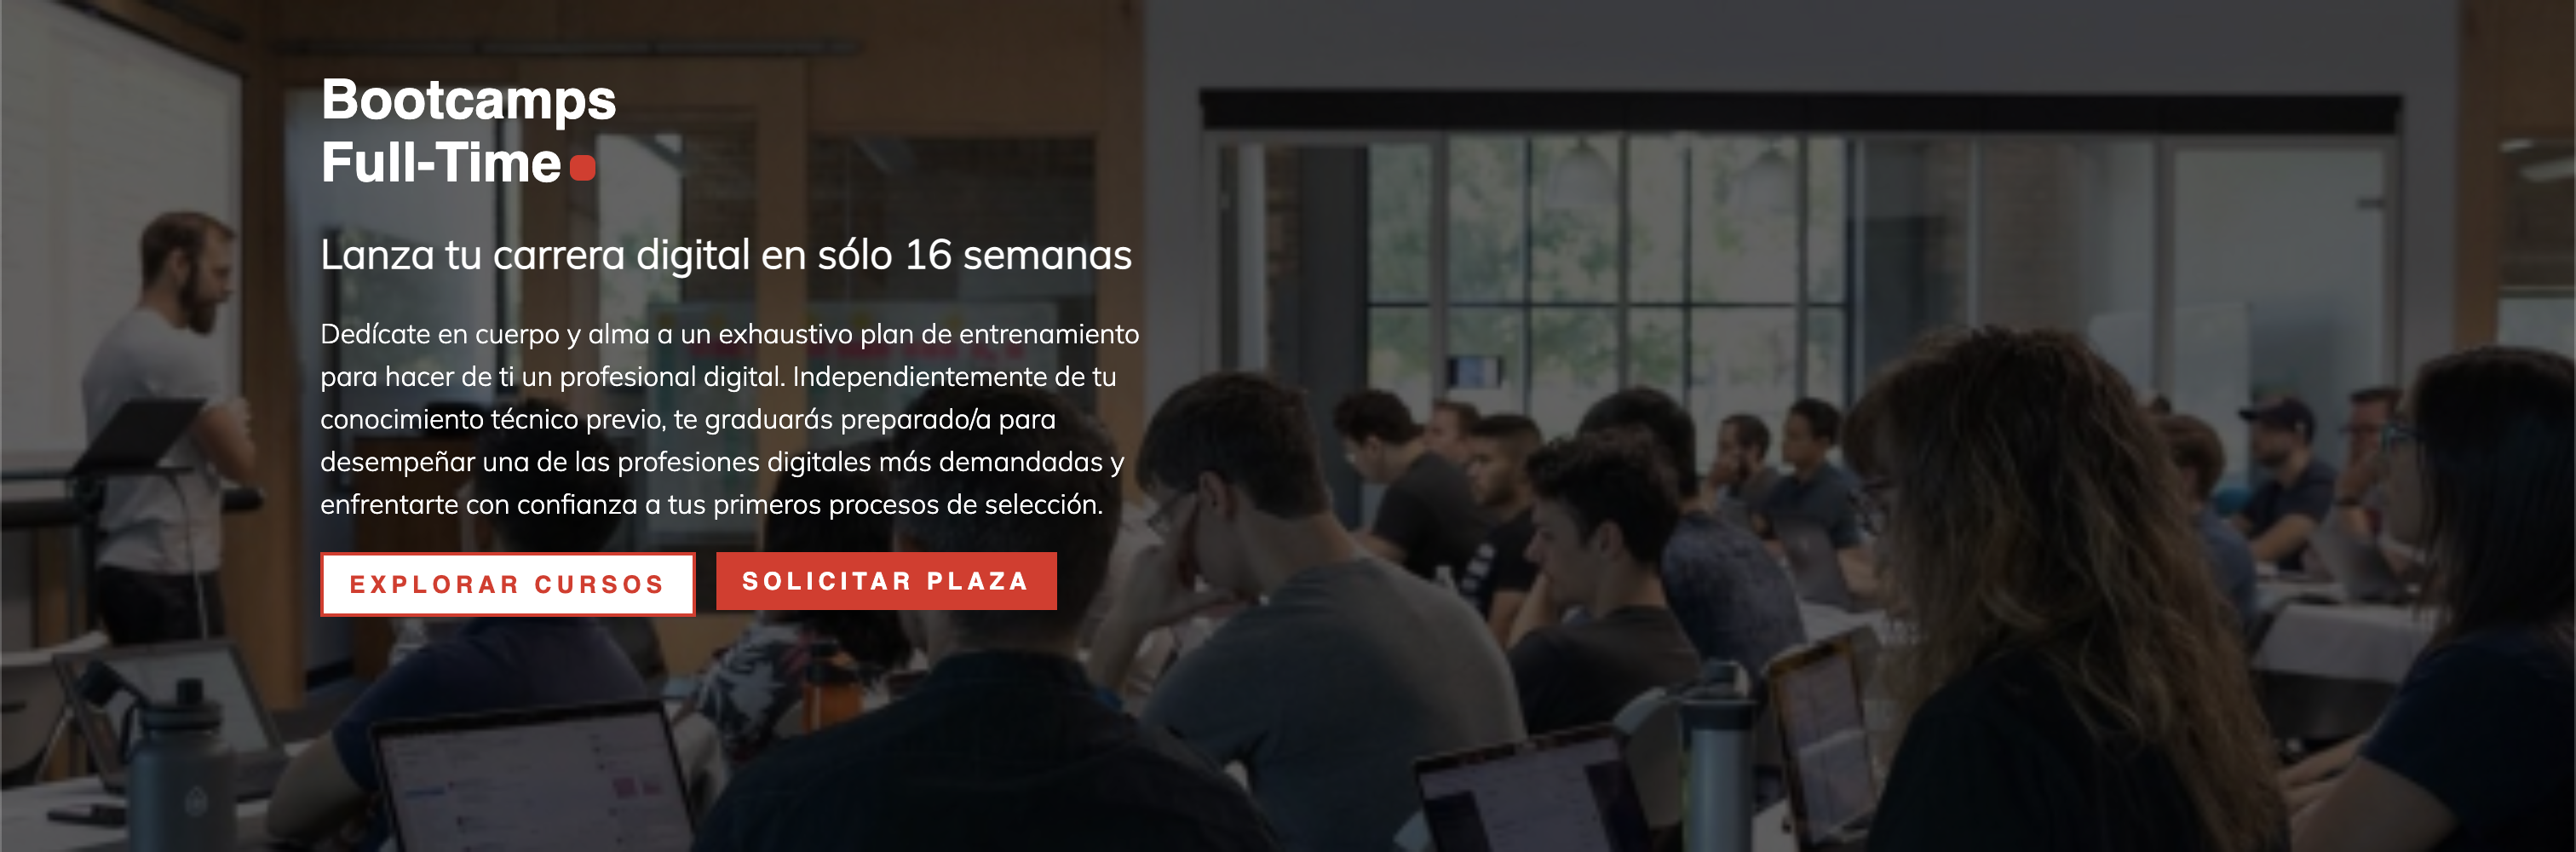 Bootcamps
Full-Time
Lanza tu carrera digital en sólo 16 semanas
Dedícate en cuerpo y alma a un exhaustivo plan de entrenamiento
para hacer de ti un profesional digital. Independientemente de tu
conocimiento técnico previo, te graduarás preparado/a para
desempeñar una de las profesiones digitales más demandadas y
enfrentarte con confianza a tus primeros procesos de selección.
EXPLORAR CURSOS
SOLICITAR PLAZA